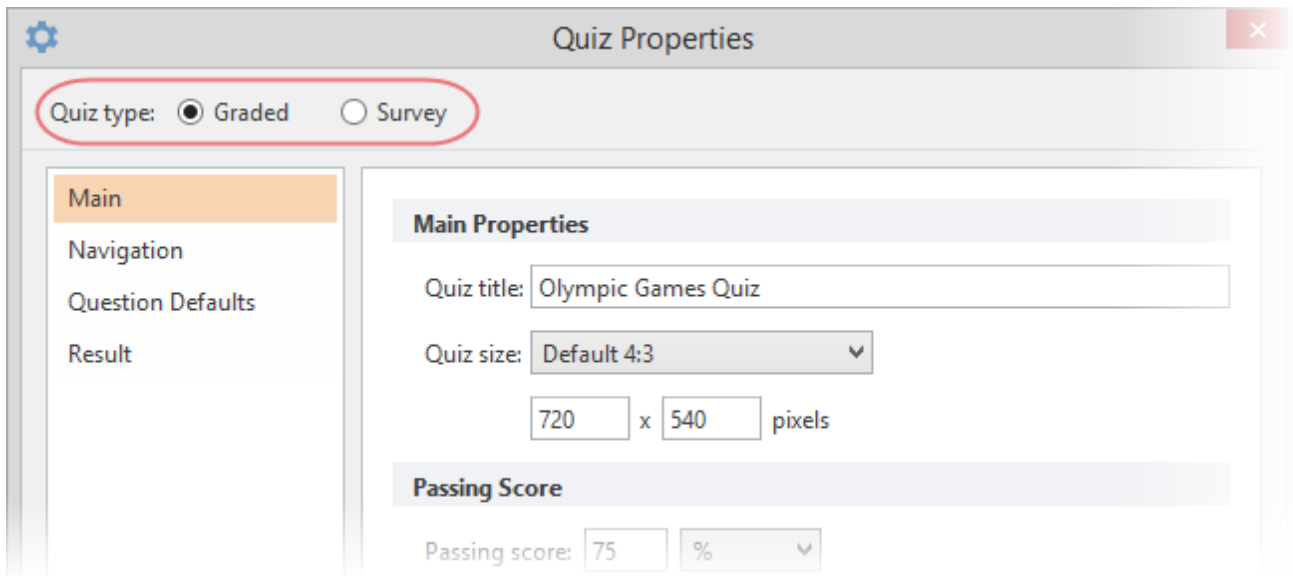 Quiz Properties
Quiz type: Graded Survey
Main
Navigation
Question Defaults
Result
Main Properties
Quiz title: Olympic Games Quiz
Quiz size: Default 4:3
720 x 540 pixels
Passing Score
Passing score: 75 %